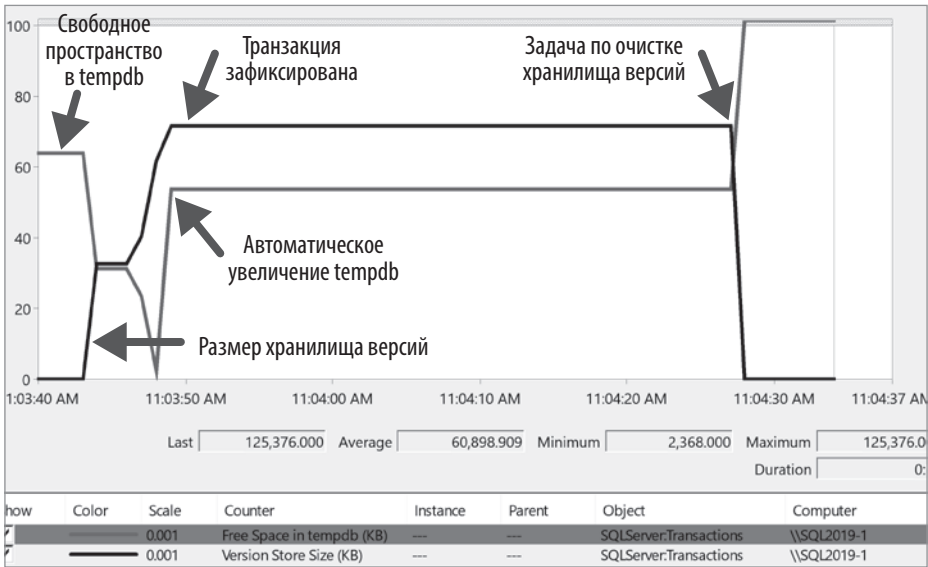 100
80
60
40
20
0
Свободное
пространство
в tempdb
Транзакция
зафиксирована
Задача по очистке
хранилища версий
Автоматическое
увеличение tempdb
Размер хранилища версий
1:03:40 AM 11:03:50 AM 11:04:00 AM 11:04:10 AM 11:04:20 AM 11:04:30 AM 11:04:37 AM
Last 125,376.000 Average 60,898.909 Minimum 2,368.000 Maximum 125,376.0
Duration 0:
how Color Scale Counter Instance Parent Object Computer
0.001 Free Space in tempdb (KB) --- --- SQLServer:Transactions \\SQL2019-1
0.001 Version Store Size (KB) --- --- SQLServer:Transactions \\SQL2019-1